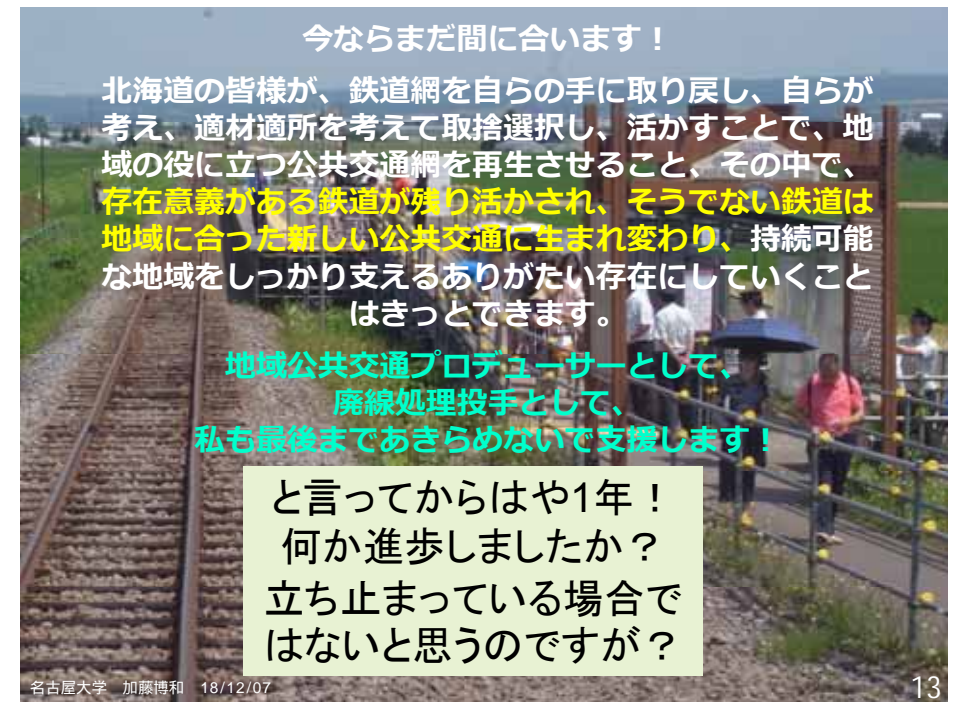 今ならまだ間に合います！
北海道の皆様が、鉄道網を自らの手に取り戻し、自らが
考え、適材適所を考えて取捨選択し、活かすことで、地
域の役に立つ公共交通網を再生させること、その中で、
存在意義がある鉄道が残り活かされ、そうでない鉄道は
地域に合った新しい公共交通に生まれ変わり、持続可能
な地域をしっかり支えるありがたい存在にしていくこと
はきっとできます。
地域公共交通プロデューサーとして、
廃線処理投手として、
私も最後まであきらめないで支援します！
と言ってからはや1年！
何か進歩しましたか？
立ち止まっている場合で
はないと思うのですが？
名古屋大学 加藤博和 18/12/07
13